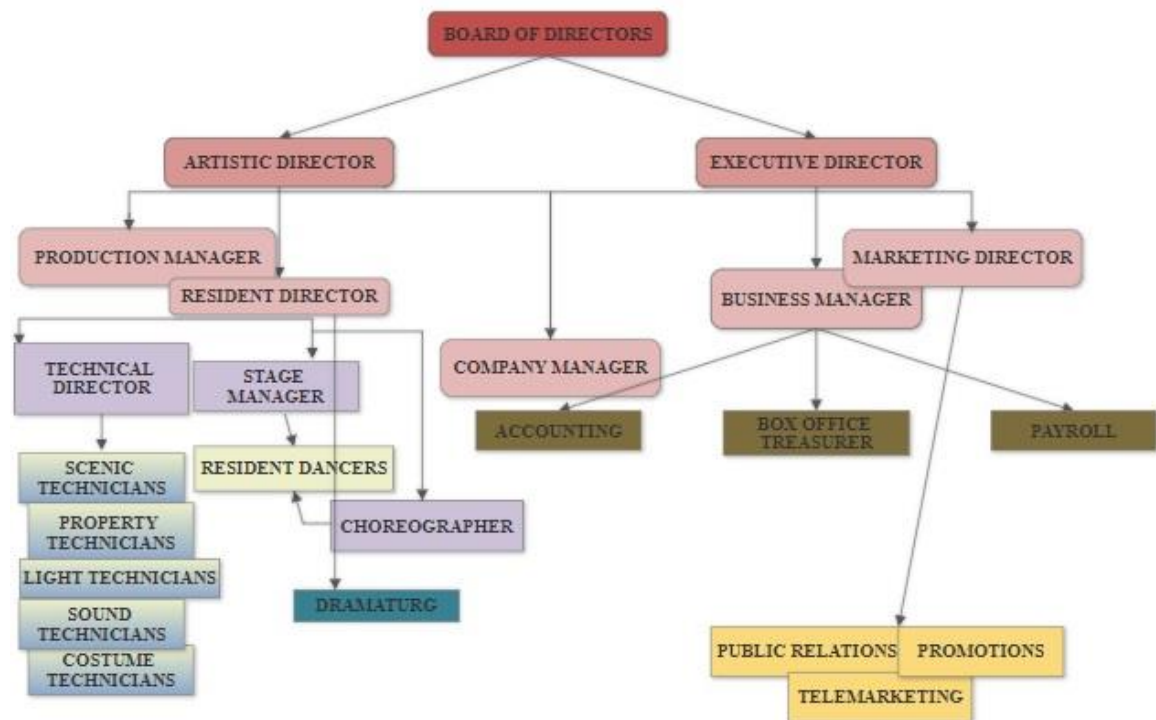 BOARD OF DIRECTORS
ARTISTIC DIRECTOR
EXECUTIVE DIRECTOR
PRODUCTION MANAGER
MARKETING DIRECTOR
RESIDENT DIRECTOR
BUSINESS MANAGER
TECHNICAL
DIRECTOR
STAGE
MANAGER
COMPANY MANAGER
ACCOUNTING
BOX OFFICE
TREASURER
PAYROLL
SCENIC
TECHNICIANS
RESIDENT DANCERS
PROPERTY
TECHNICIANS
CHOREOGRAPHER
LIGHT TECHNICIANS
DRAMATURG
SOUND
TECHNICIANS
COSTUME
TECHNICIANS
PUBLIC RELATIONS
PROMOTIONS
TELEMARKETING